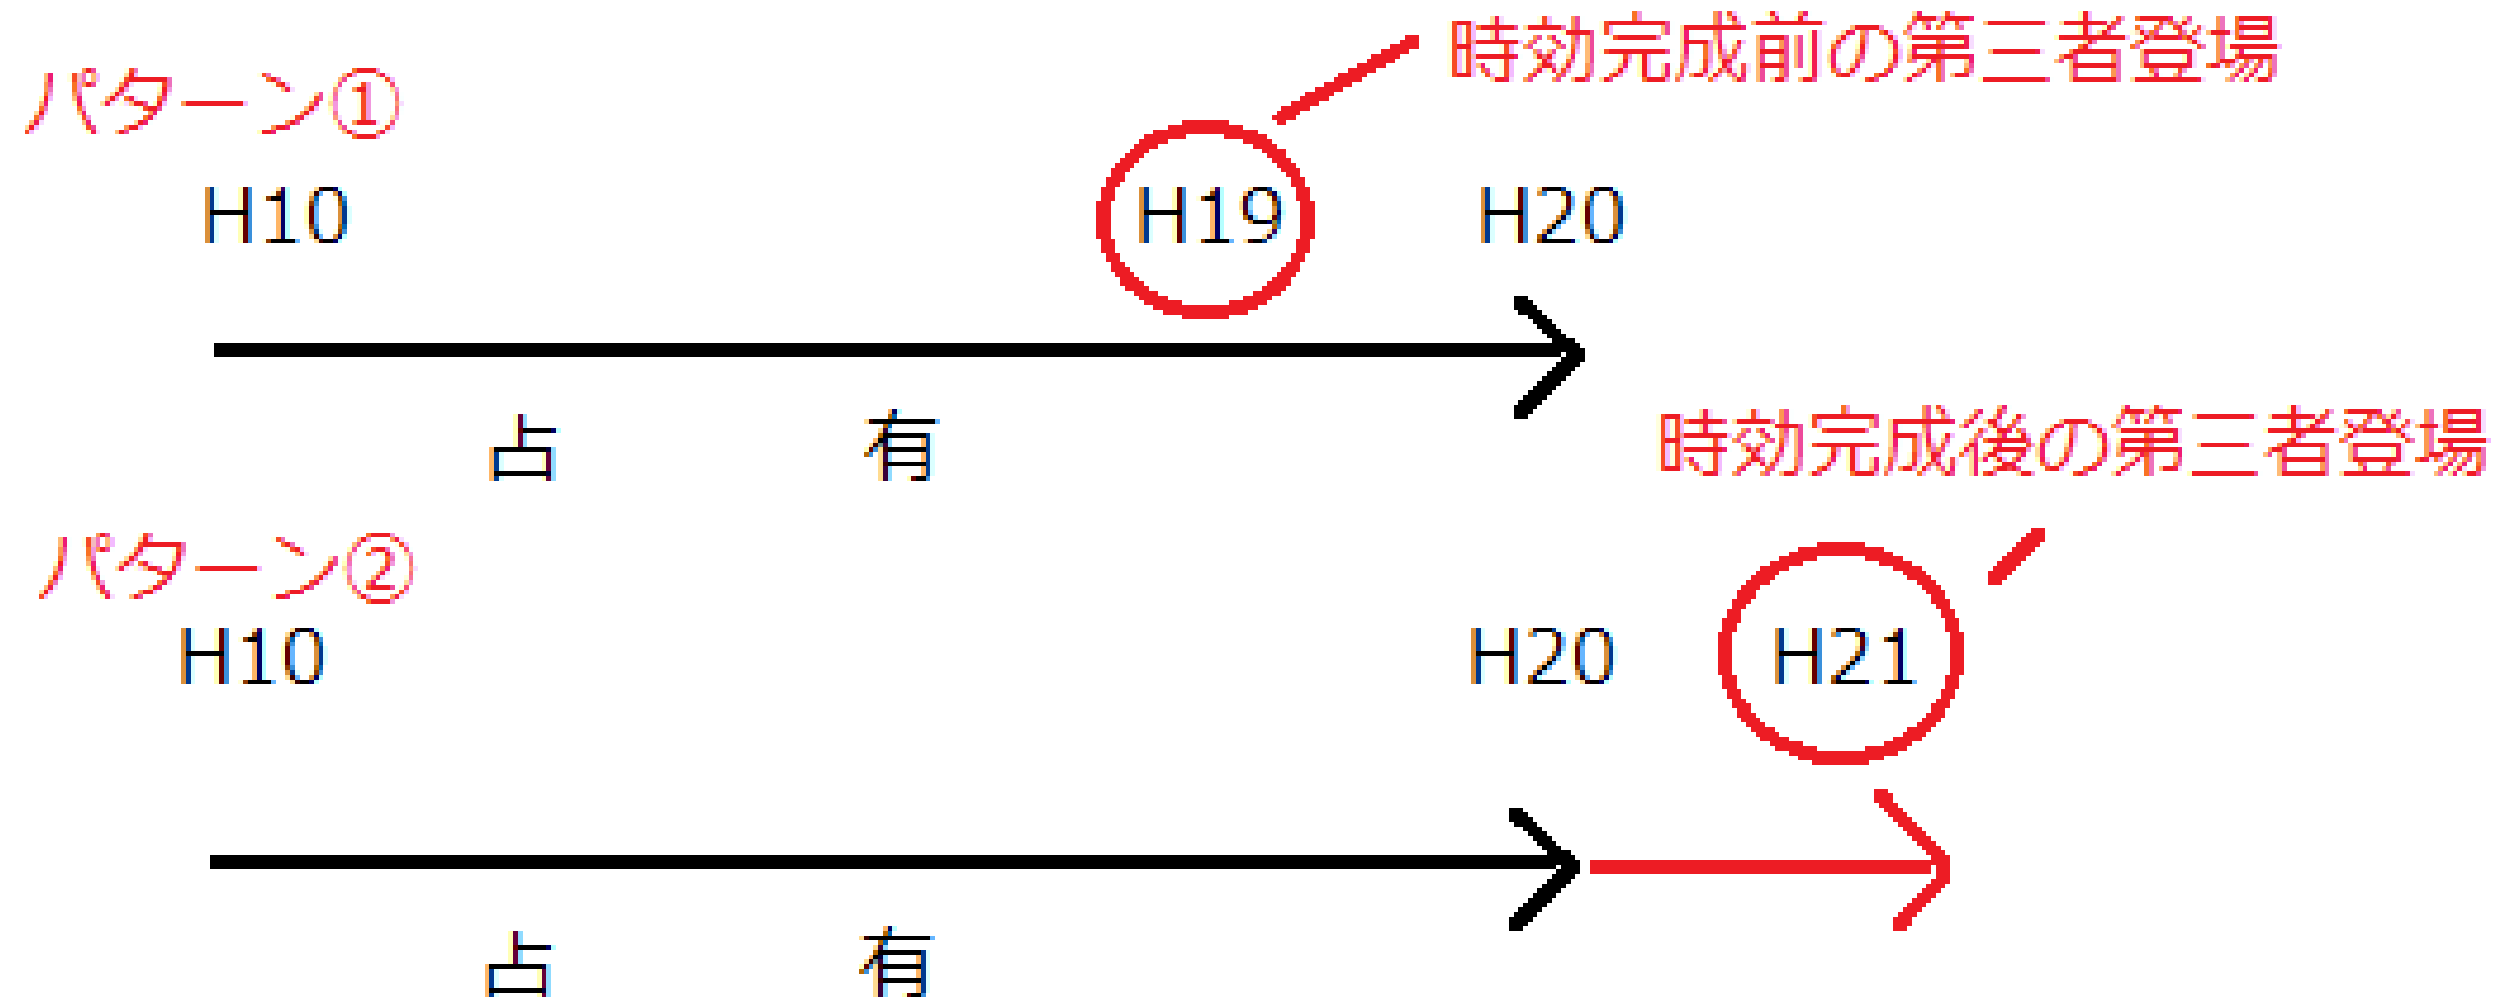 時効完成前の第三者登場
パターン①
H10 H19 H20
占 有
時効完成後の第三者登場
パターン②
H10 H20 H21
占 有